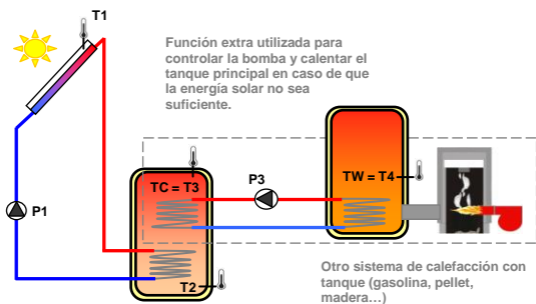 T1
Función extra utilizada para
controlar la bomba y calentar el
tanque principal en caso de que
la energía solar no sea
suficiente.
TC = T3
P3
TW = T4
P1
T2
Otro sistema de calefacción con
tanque (gasolina, pellet,
madera…)